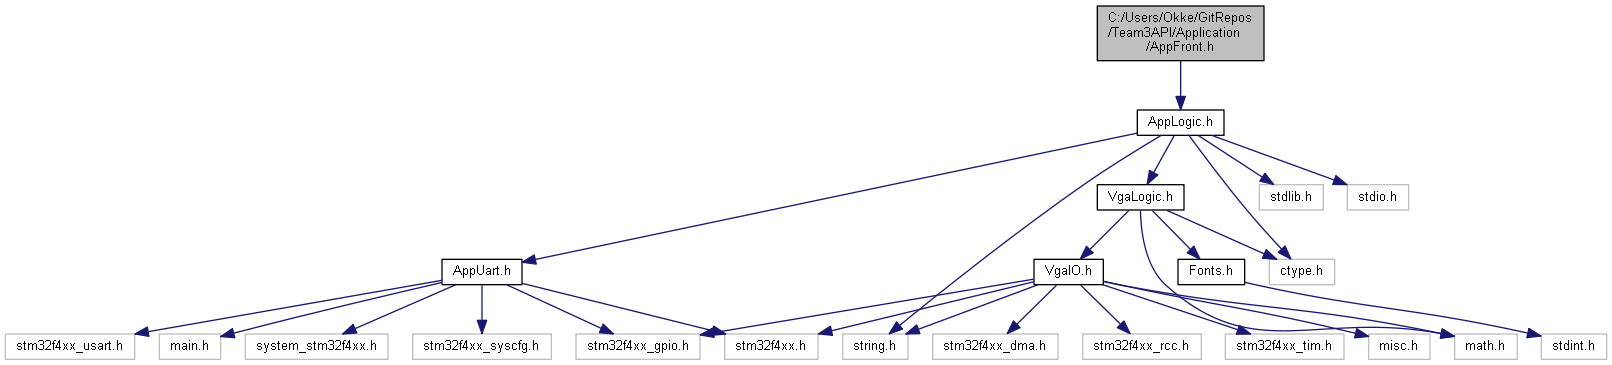 C:/Users/Okke/GitRepos
/Team3API/Application
/AppFront.h
AppLogic.h
VgaLogic.h
stdlib.h
stdio.h
AppUart.h
VgaIO.h
Fonts.h
ctype.h
stm32f4xx_usart.h
main.h
system_stm32f4xx.h
stm32f4xx_syscfg.h
stm32f4xx_gpio.h
stm32f4xx.h
string.h
stm32f4xx_dma.h
stm32f4xx_rcc.h
stm32f4xx_tim.h
misc.h
math.h
stdint.h